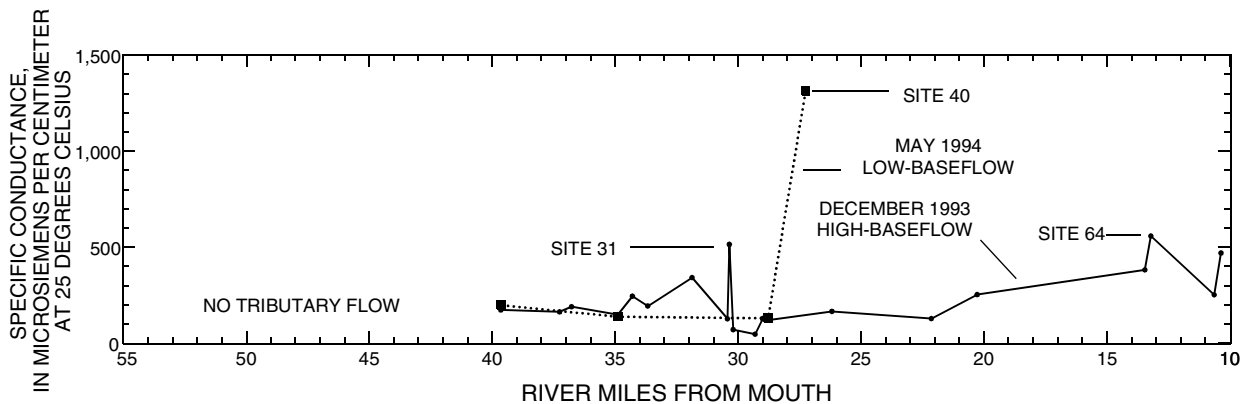 SPECIFIC CONDUCTANCE,
IN MICROSIEMENS PER CENTIMETER
AT 25 DEGREES CELSIUS
1,500
1,000
500
0
SITE 40
MAY 1994
LOW-BASEFLOW
DECEMBER 1993
HIGH-BASEFLOW
SITE 64
SITE 31
NO TRIBUTARY FLOW
55 50 45 40 35 30 25 20 15 10
RIVER MILES FROM MOUTH